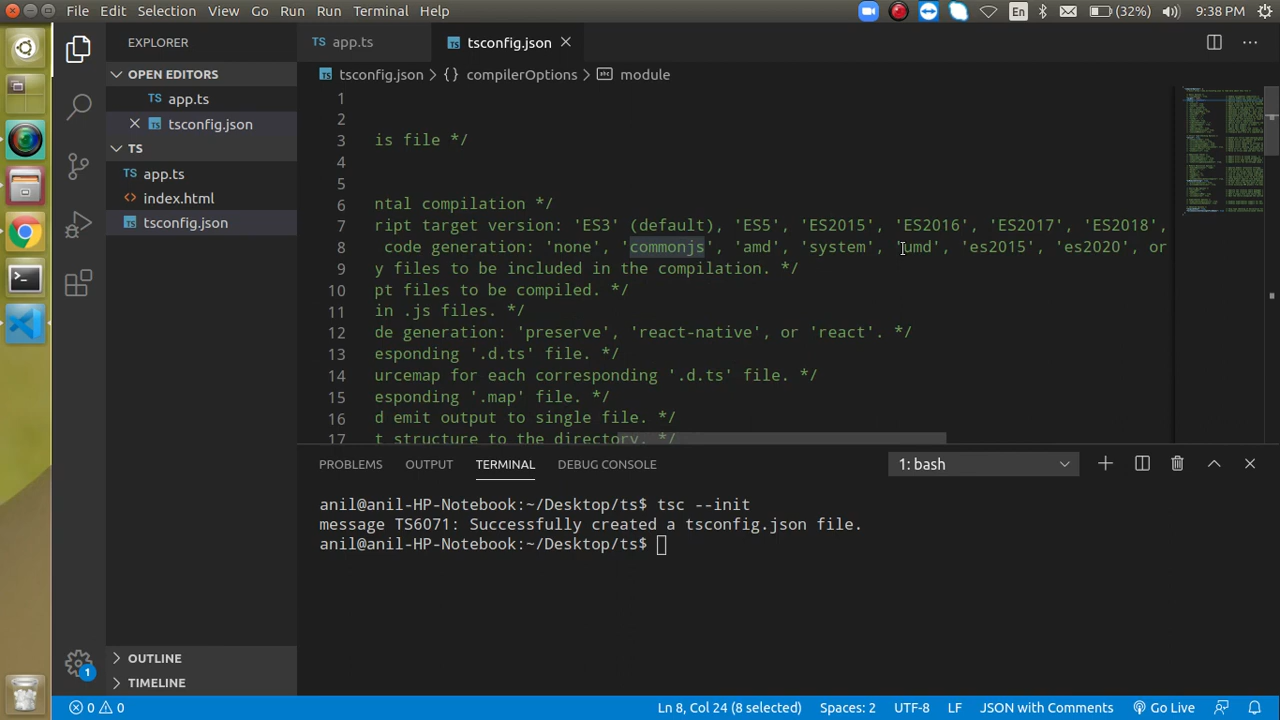 File Edit Selection View Go Run Run Terminal Help
En (32%) 9:38 PM
EXPLORER
OPEN EDITORS
app.ts
tsconfig.json
TS
app.ts
index.html
tsconfig.json
OUTLINE
TIMELINE
TS app.ts
TS tsconfig.json
TS tsconfig.json > {} compilerOptions > abc module
1
2
3 is file */
4
5
6 ntal compilation */
7 ript target version: 'ES3' (default), 'ES5', 'ES2015', 'ES2016', 'ES2017', 'ES2018',
8 code generation: 'none', 'commonjs', 'amd', 'system', 'umd', 'es2015', 'es2020', or
9 y files to be included in the compilation. */
10 pt files to be compiled. */
11 in .js files. */
12 de generation: 'preserve', 'react-native', or 'react'. */
13 esponding '.d.ts' file. */
14 urcemap for each corresponding '.d.ts' file. */
15 esponding '.map' file. */
16 d emit output to single file. */
17 t structure to the directory. */
PROBLEMS OUTPUT TERMINAL DEBUG CONSOLE
1: bash
anil@anil-HP-Notebook:~/Desktop/ts$ tsc --init
message TS6071: Successfully created a tsconfig.json file.
anil@anil-HP-Notebook:~/Desktop/ts$
1
0 0 Ln 8, Col 24 (8 selected) Spaces: 2 UTF-8 LF JSON with Comments Go Live